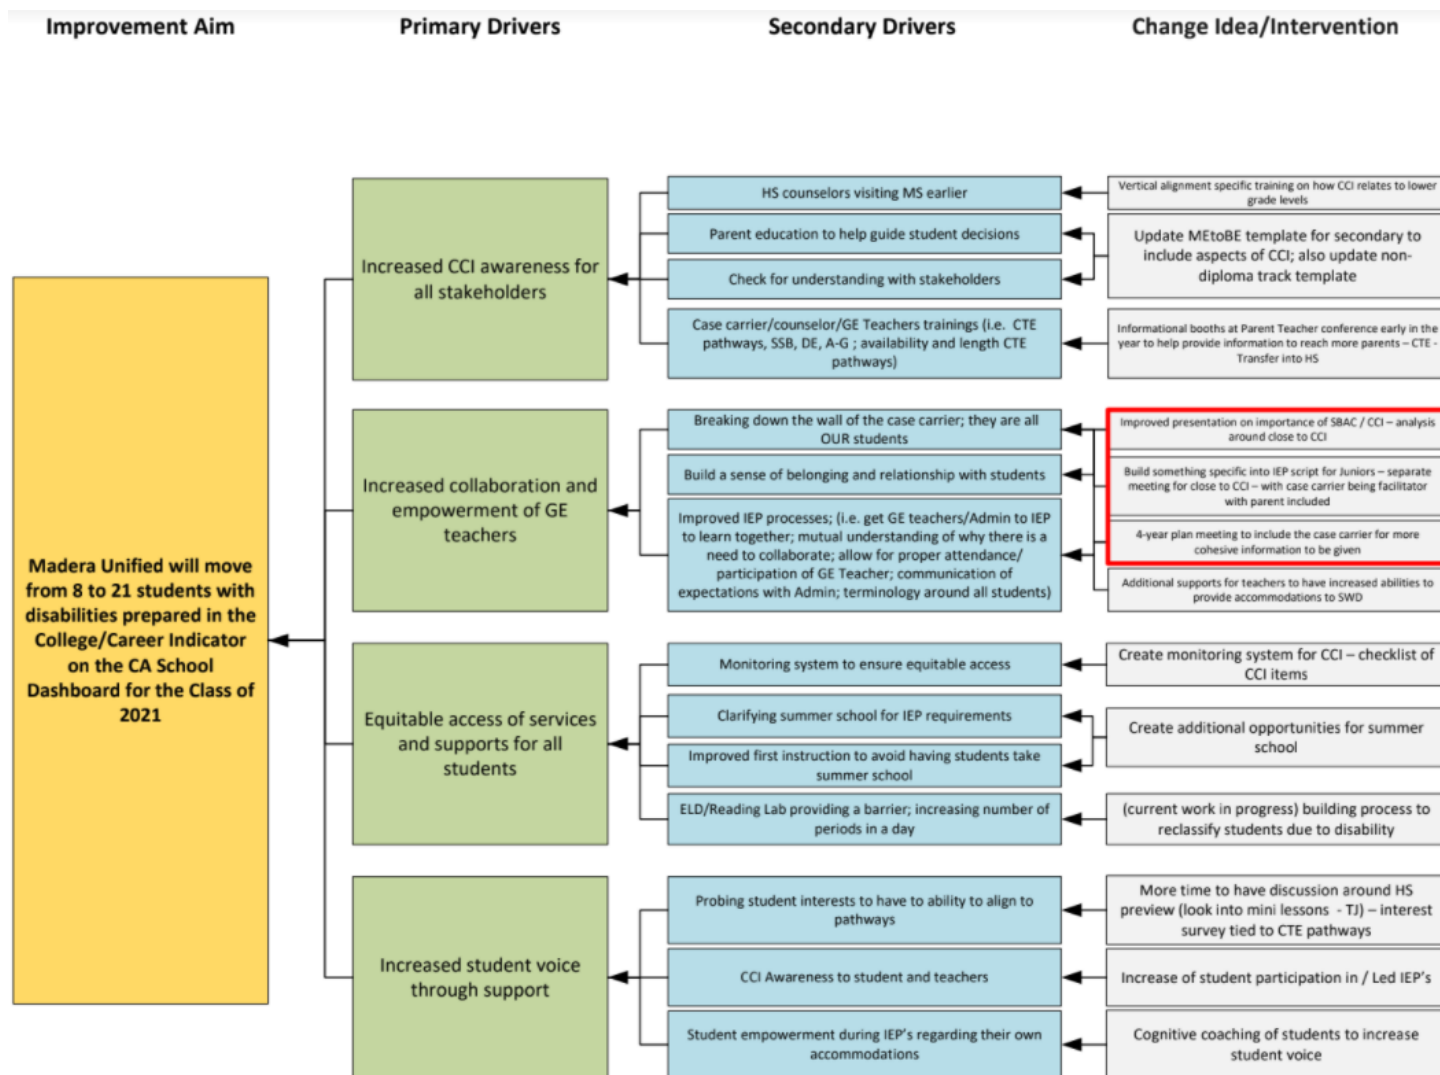 Improvement Aim
Primary Drivers
Secondary Drivers
Change Idea/Intervention
Madera Unified will move
from 8 to 21 students with
disabilities prepared in the
College/Career Indicator
on the CA School
Dashboard for the Class of
2021
Increased CCI awareness for
all stakeholders
HS counselors visiting MS earlier
Parent education to help guide student decisions
Check for understanding with stakeholders
Case carrier/counselor/GE Teachers trainings (i.e. CTE
pathways, SSB, DE, A-G ; availability and length CTE
pathways)
Vertical alignment specific training on how CCI relates to lower
grade levels
Update MEtoBE template for secondary to
include aspects of CCI; also update non-
diploma track template
Informational booths at Parent Teacher conference early in the
year to help provide information to reach more parents – CTE -
Transfer into HS
Increased collaboration and
empowerment of GE
teachers
Breaking down the wall of the case carrier; they are all
OUR students
Build a sense of belonging and relationship with students
Improved IEP processes; (i.e. get GE teachers/Admin to IEP
to learn together; mutual understanding of why there is a
need to collaborate; allow for proper attendance/
participation of GE Teacher; communication of
expectations with Admin; terminology around all students)
Improved presentation on importance of SBAC / CCI – analysis
around close to CCI
Build something specific into IEP script for Juniors – separate
meeting for close to CCI – with case carrier being facilitator
with parent included
4-year plan meeting to include the case carrier for more
cohesive information to be given
Additional supports for teachers to have increased abilities to
provide accommodations to SWD
Equitable access of services
and supports for all
students
Monitoring system to ensure equitable access
Clarifying summer school for IEP requirements
Improved first instruction to avoid having students take
summer school
ELD/Reading Lab providing a barrier; increasing number of
periods in a day
Create monitoring system for CCI – checklist of
CCI items
Create additional opportunities for summer
school
(current work in progress) building process to
reclassify students due to disability
Increased student voice
through support
Probing student interests to have to ability to align to
pathways
CCI Awareness to student and teachers
Student empowerment during IEP's regarding their own
accommodations
More time to have discussion around HS
preview (look into mini lessons - TJ) – interest
survey tied to CTE pathways
Increase of student participation in / Led IEP's
Cognitive coaching of students to increase
student voice